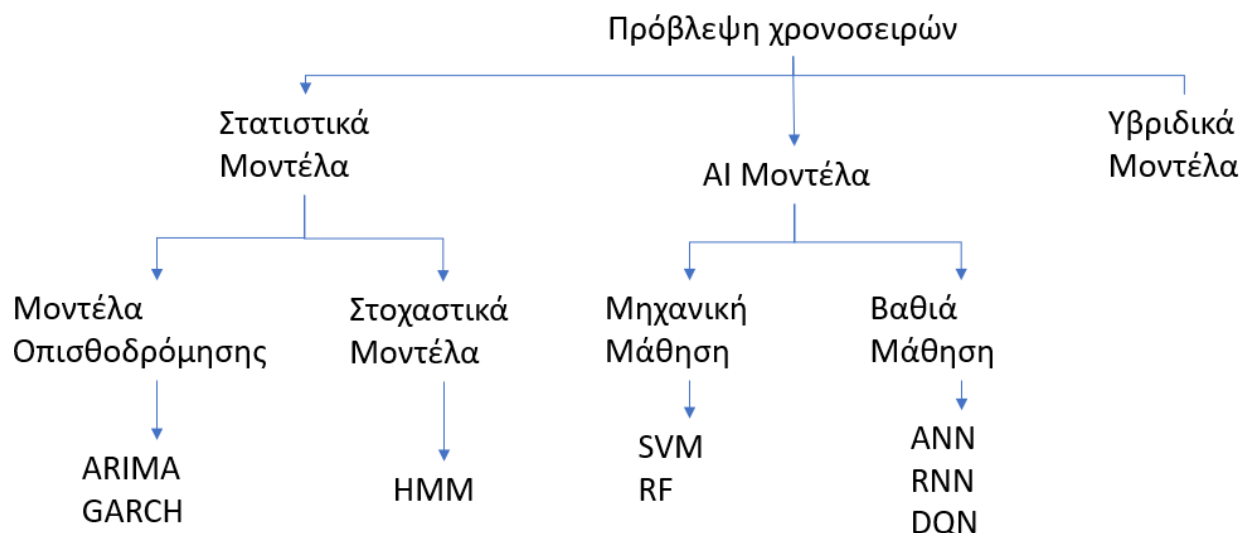 Πρόβλεψη χρονοσειρών
Στατιστικά
Μοντέλα
AI Μοντέλα
Υβριδικά
Μοντέλα
Μοντέλα
Οπισθοδρόμησης
Στοχαστικά
Μοντέλα
Μηχανική
Μάθηση
Βαθιά
Μάθηση
ARIMA
GARCH
HMM
SVM
RF
ANN
RNN
DQN